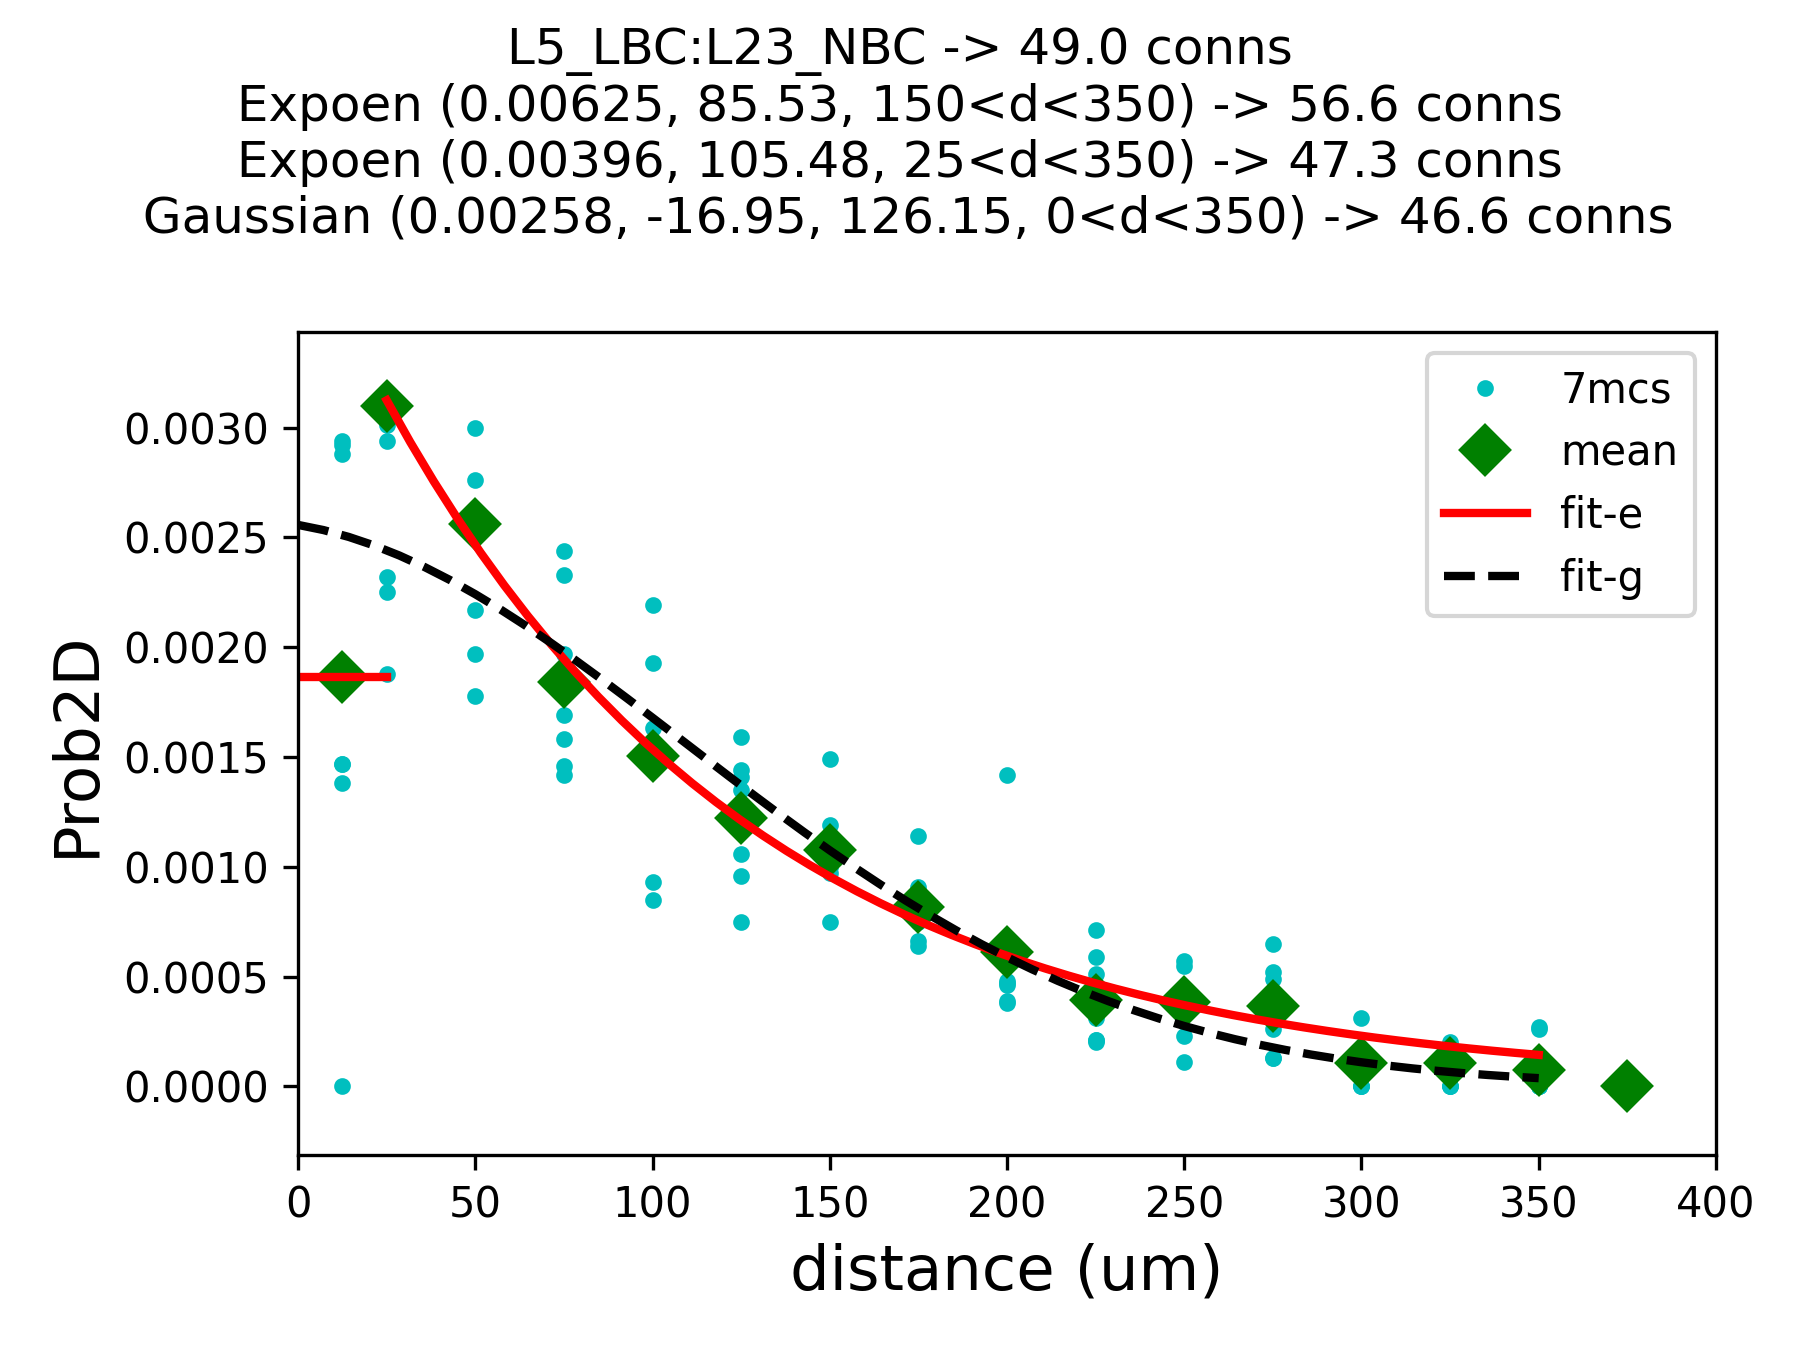 L5_LBC:L23_NBC -> 49.0 conns
Expoen (0.00625, 85.53, 150<d<350) -> 56.6 conns
Expoen (0.00396, 105.48, 25<d<350) -> 47.3 conns
Gaussian (0.00258, -16.95, 126.15, 0<d<350) -> 46.6 conns
7mcs
mean
fit-e
fit-g
Prob2D
0.0030
0.0025
0.0020
0.0015
0.0010
0.0005
0.0000
0 50 100 150 200 250 300 350 400
distance (um)